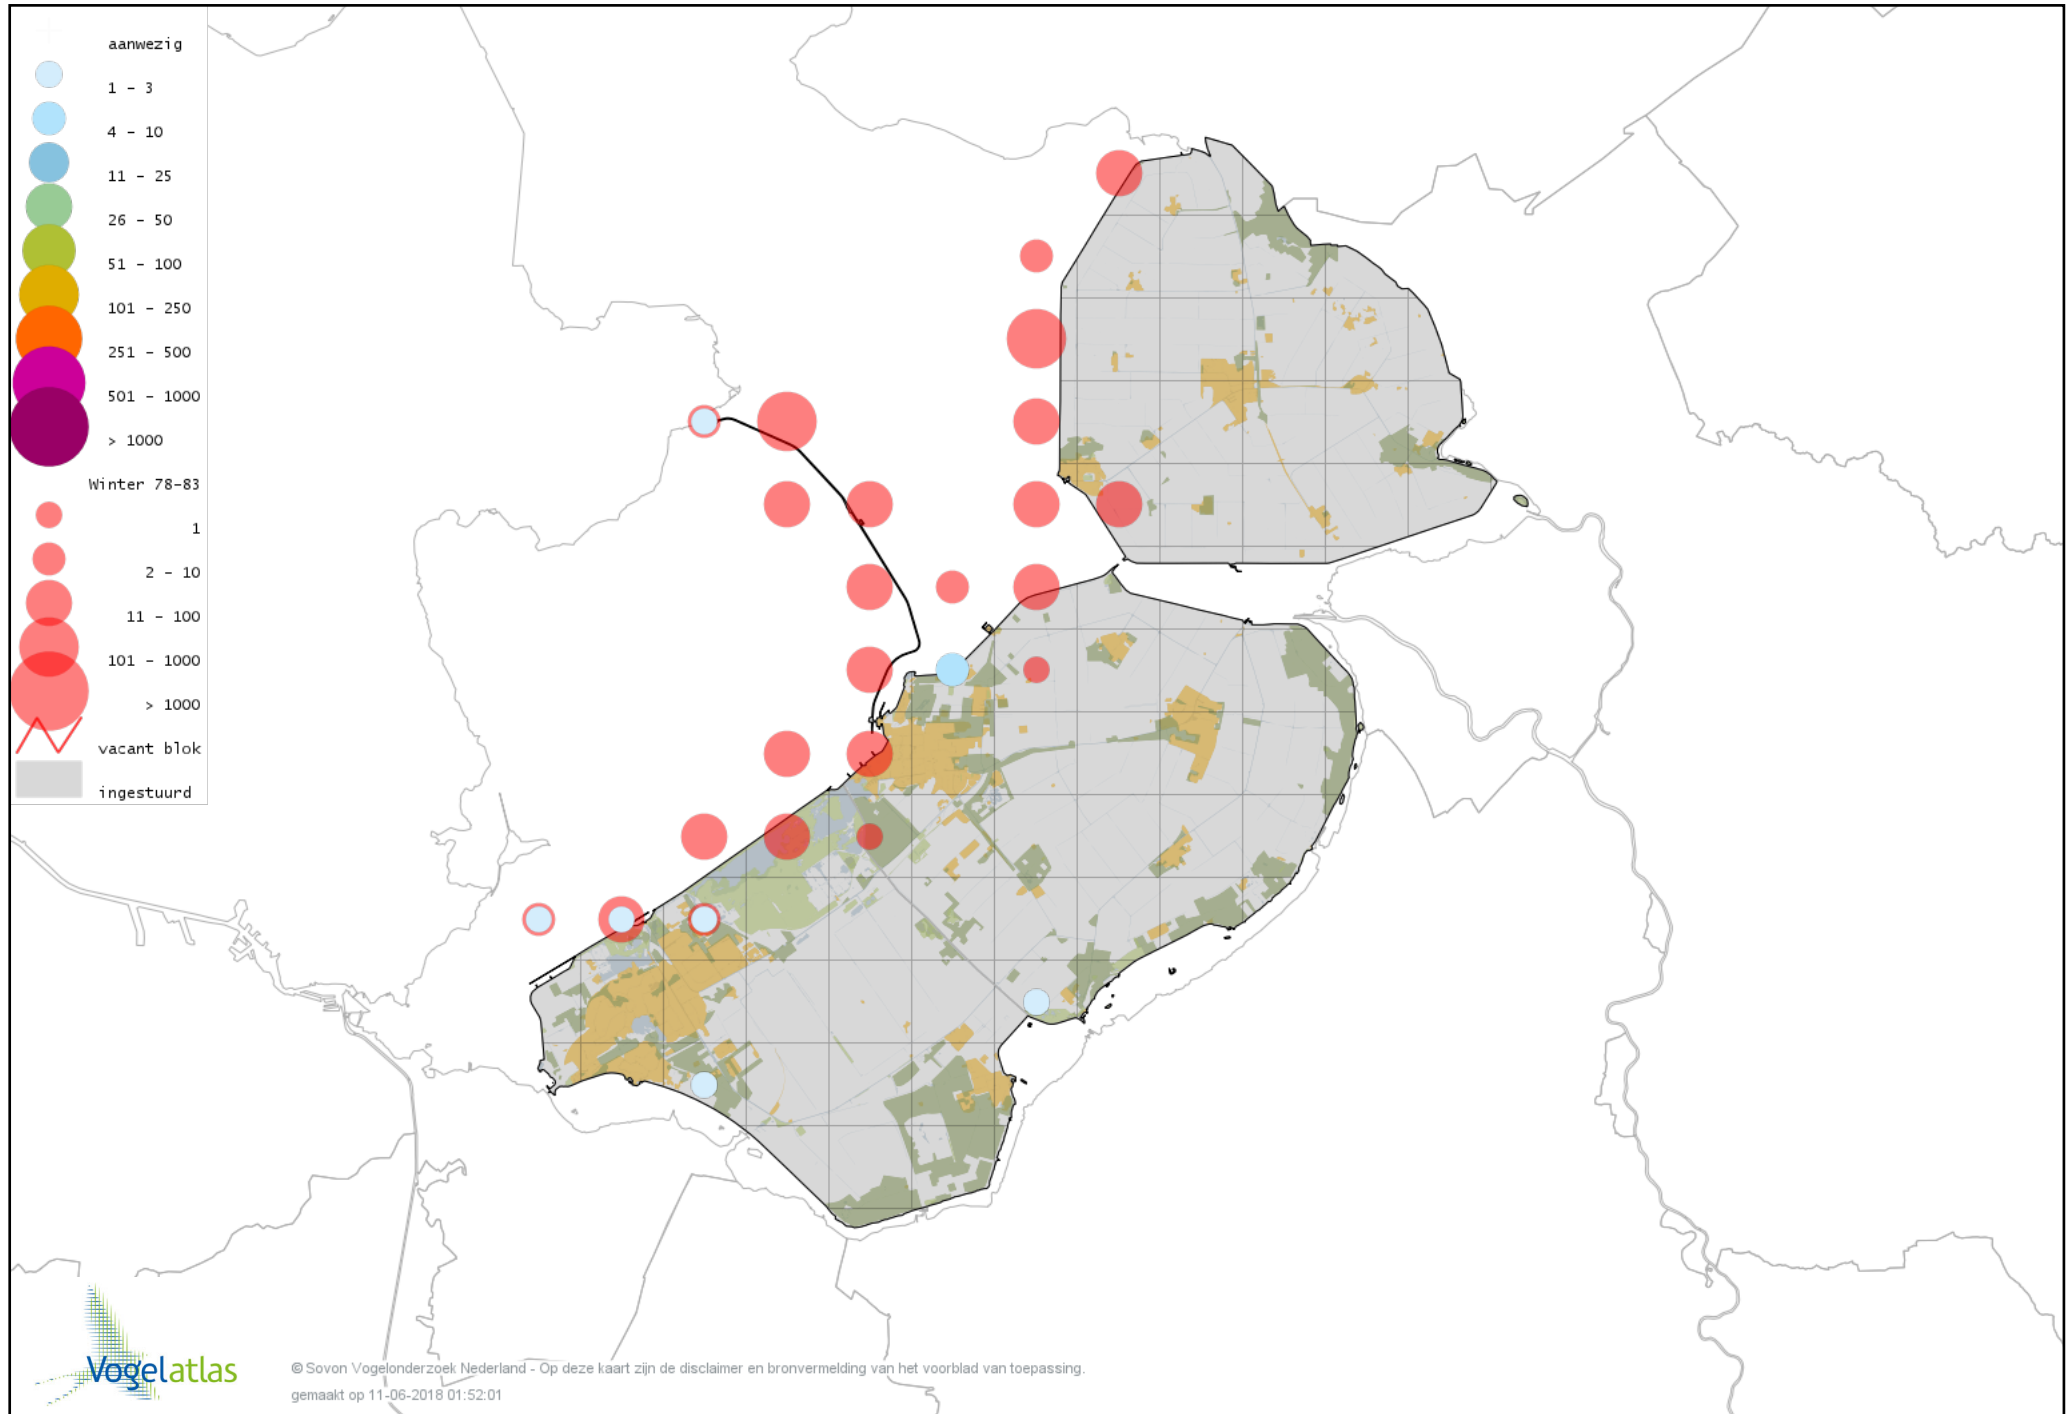 aanwezig
1 – 3
4 – 10
11 – 25
26 – 50
51 – 100
101 – 250
251 – 500
501 – 1000
> 1000
Winter 78-83
1
2 – 10
11 – 100
101 – 1000
> 1000
vacant blok
ingestuurd
Vogelatlas
© Sovon Vogelonderzoek Nederland - Op deze kaart zijn de disclaimer en bronvermelding van het voorblad van toepassing.
gemaakt op 11-06-2018 01:52:01